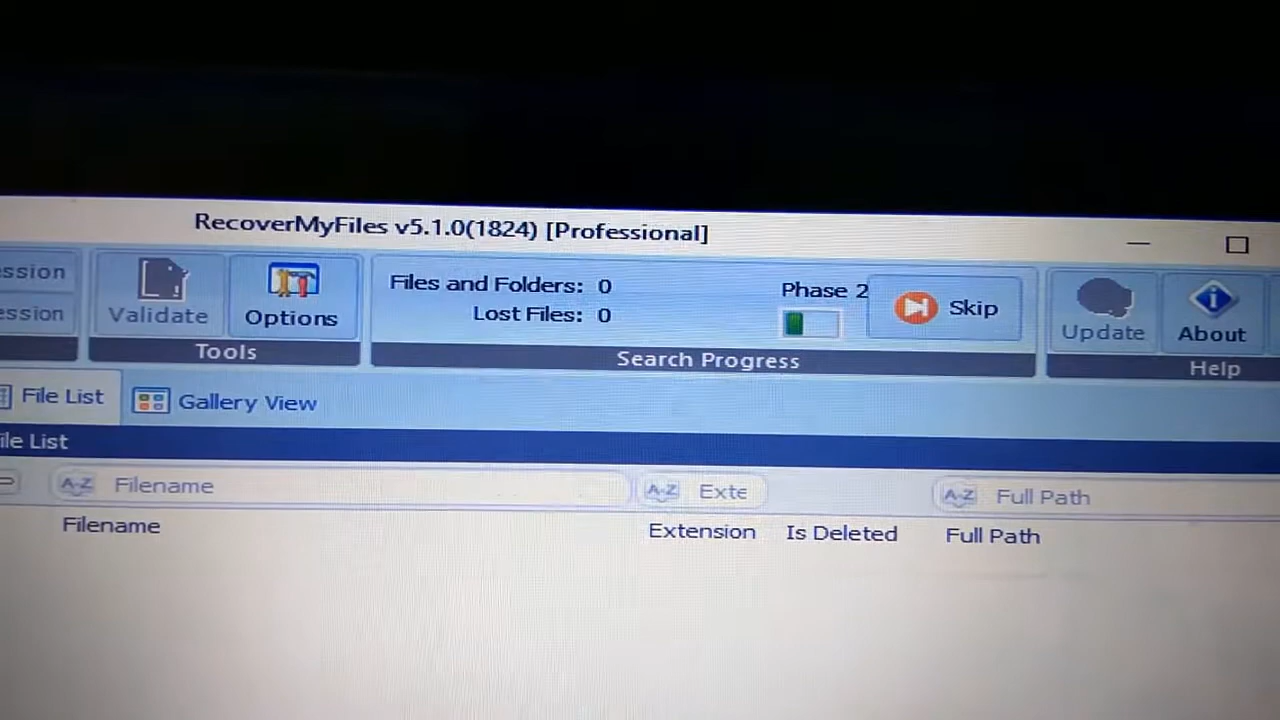 RecoverMyFiles v5.1.0(1824) [Professional]
ssion
ession
Validate
Options
Tools
Files and Folders: 0
Lost Files: 0
Phase 2
Skip
Search Progress
Update
About
Help
File List
Gallery View
ile List
A-Z Filename
A-Z Exte
A-Z Full Path
Filename Extension Is Deleted Full Path